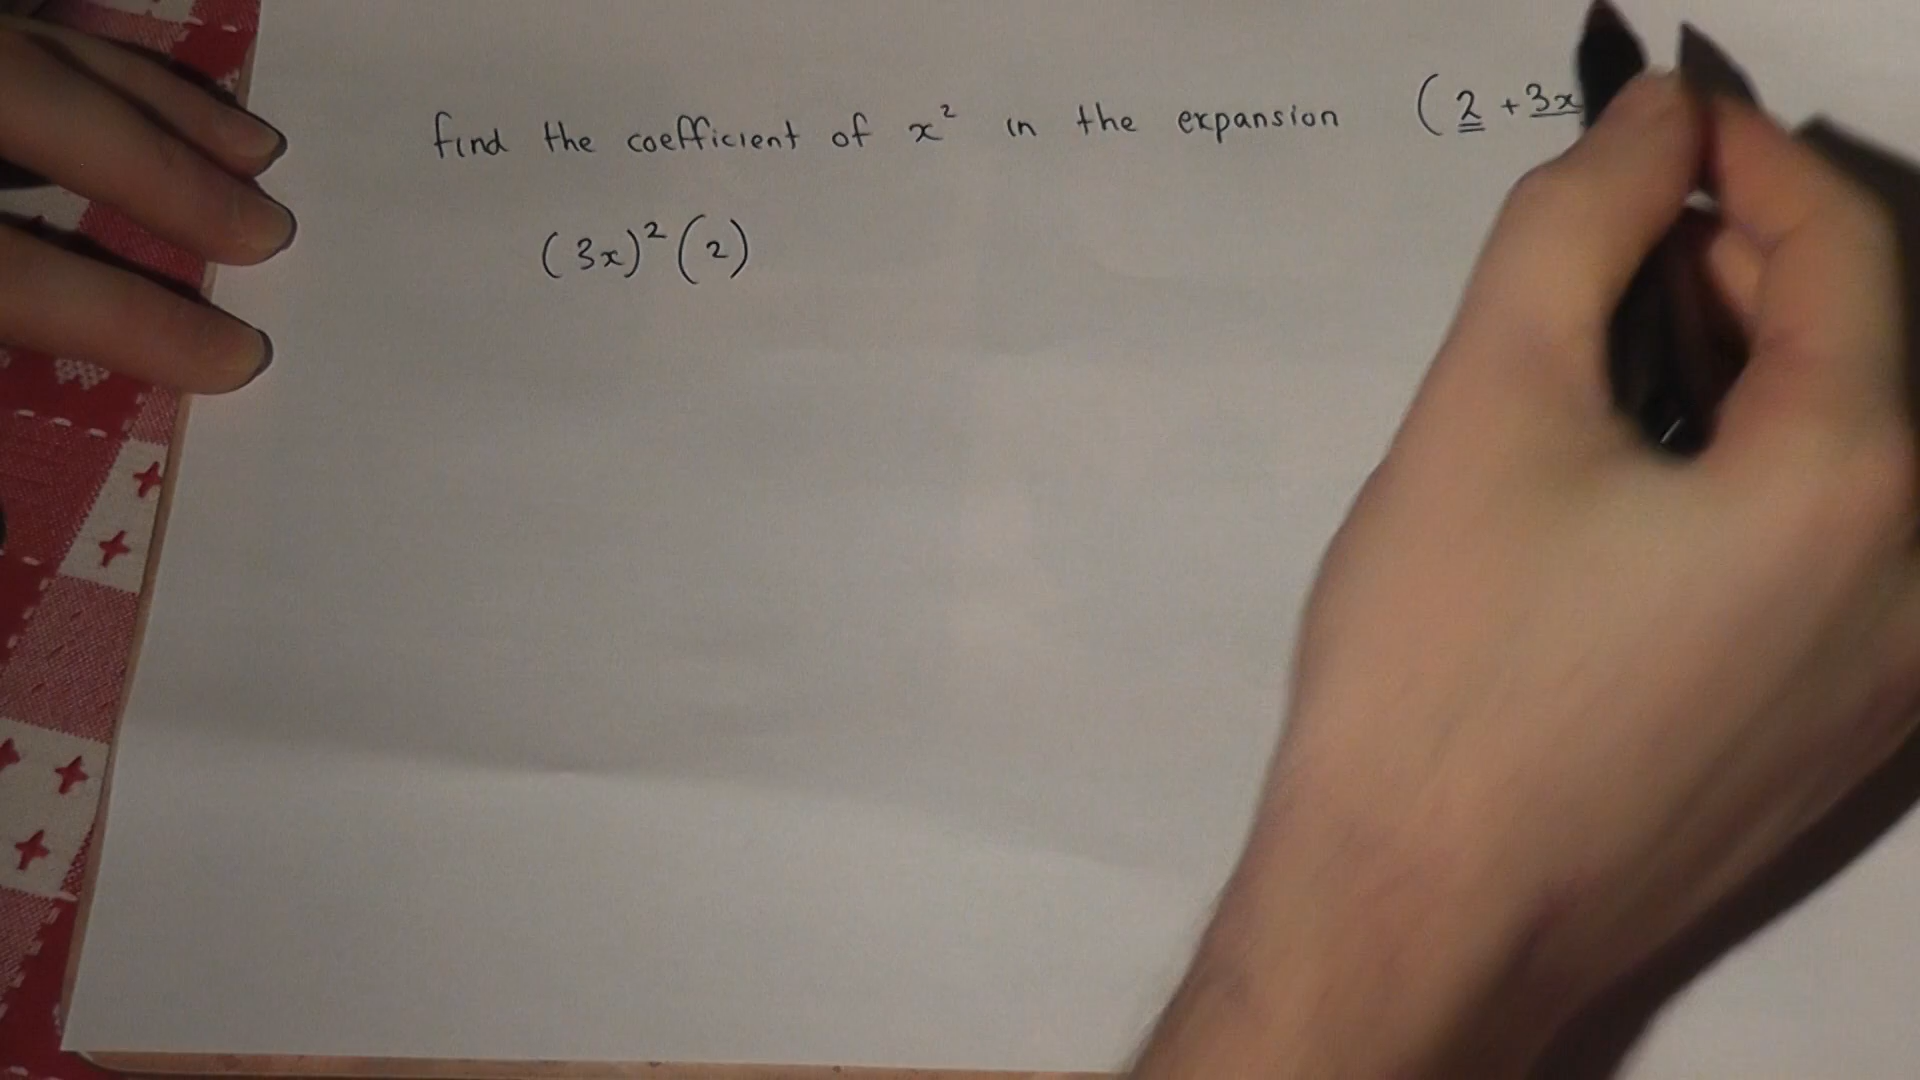 find the coefficient of x² in the expansion (2 + 3x
(3x)² (2)